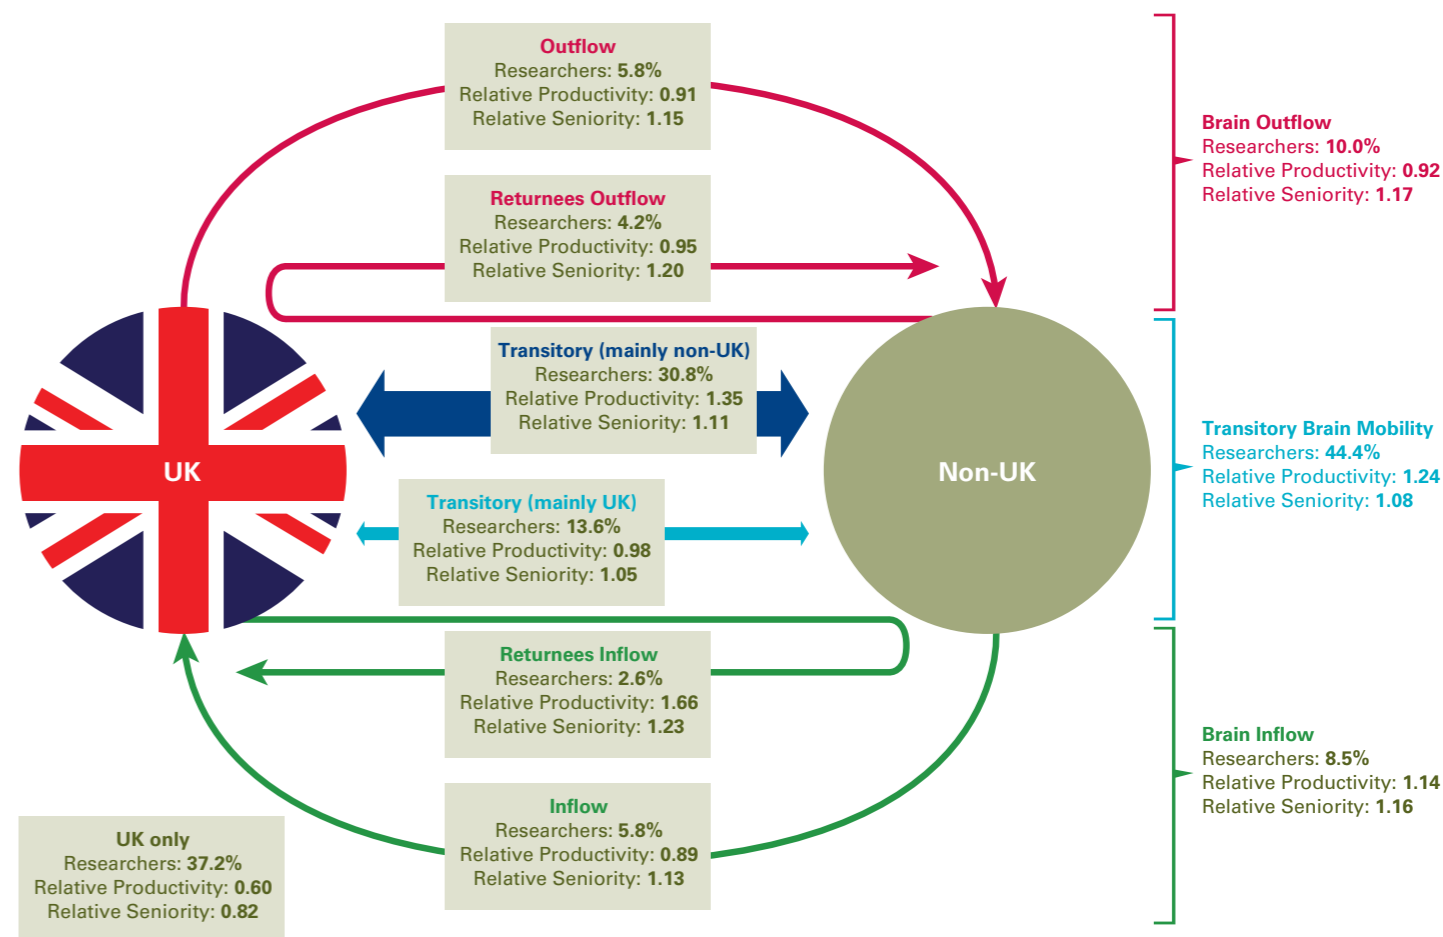 Outflow
Researchers: 5.8%
Relative Productivity: 0.91
Relative Seniority: 1.15
Returnees Outflow
Researchers: 4.2%
Relative Productivity: 0.95
Relative Seniority: 1.20
Brain Outflow
Researchers: 10.0%
Relative Productivity: 0.92
Relative Seniority: 1.17
Transitory (mainly non-UK)
Researchers: 30.8%
Relative Productivity: 1.35
Relative Seniority: 1.11
UK
Non-UK
Transitory (mainly UK)
Researchers: 13.6%
Relative Productivity: 0.98
Relative Seniority: 1.05
Transitory Brain Mobility
Researchers: 44.4%
Relative Productivity: 1.24
Relative Seniority: 1.08
Returnees Inflow
Researchers: 2.6%
Relative Productivity: 1.66
Relative Seniority: 1.23
Inflow
Researchers: 5.8%
Relative Productivity: 0.89
Relative Seniority: 1.13
Brain Inflow
Researchers: 8.5%
Relative Productivity: 1.14
Relative Seniority: 1.16
UK only
Researchers: 37.2%
Relative Productivity: 0.60
Relative Seniority: 0.82